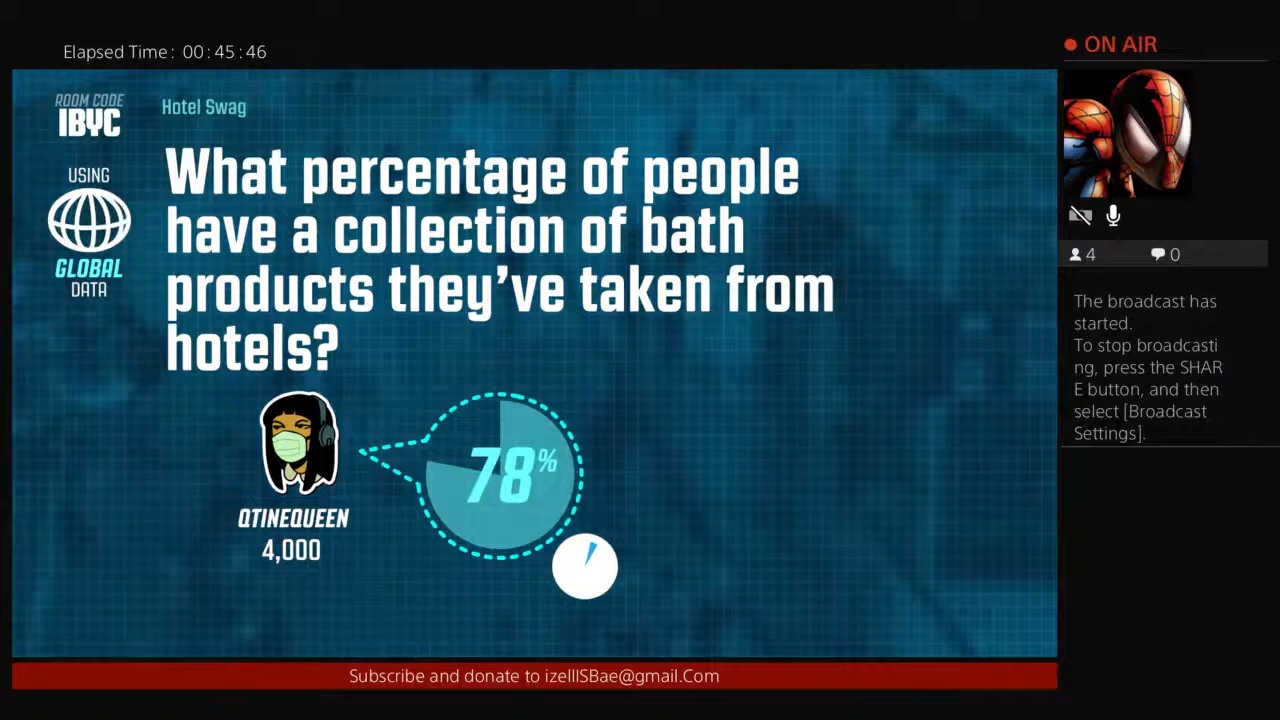 Elapsed Time: 00:45:46
ON AIR
ROOM CODE
IBYC
Hotel Swag
What percentage of people
have a collection of bath
products they've taken from
hotels?
USING
GLOBAL
DATA
78%
QTINEQUEEN
4,000
4
0
The broadcast has
started.
To stop broadcasti
ng, press the SHAR
E button, and then
select [Broadcast
Settings].
Subscribe and donate to izellISBae@gmail.Com